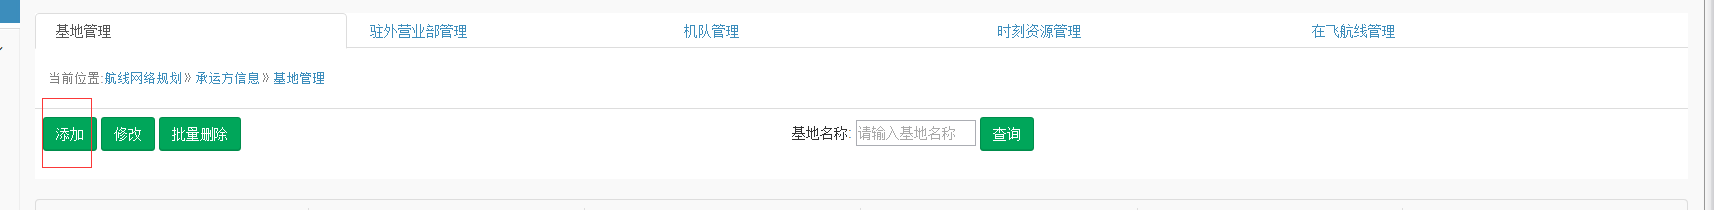 基地管理 驻外营业部管理 机队管理 时刻资源管理 在飞航线管理
当前位置:航线网络规划» 承运方信息» 基地管理
添加 修改 批量删除 基地名称: 请输入基地名称 查询